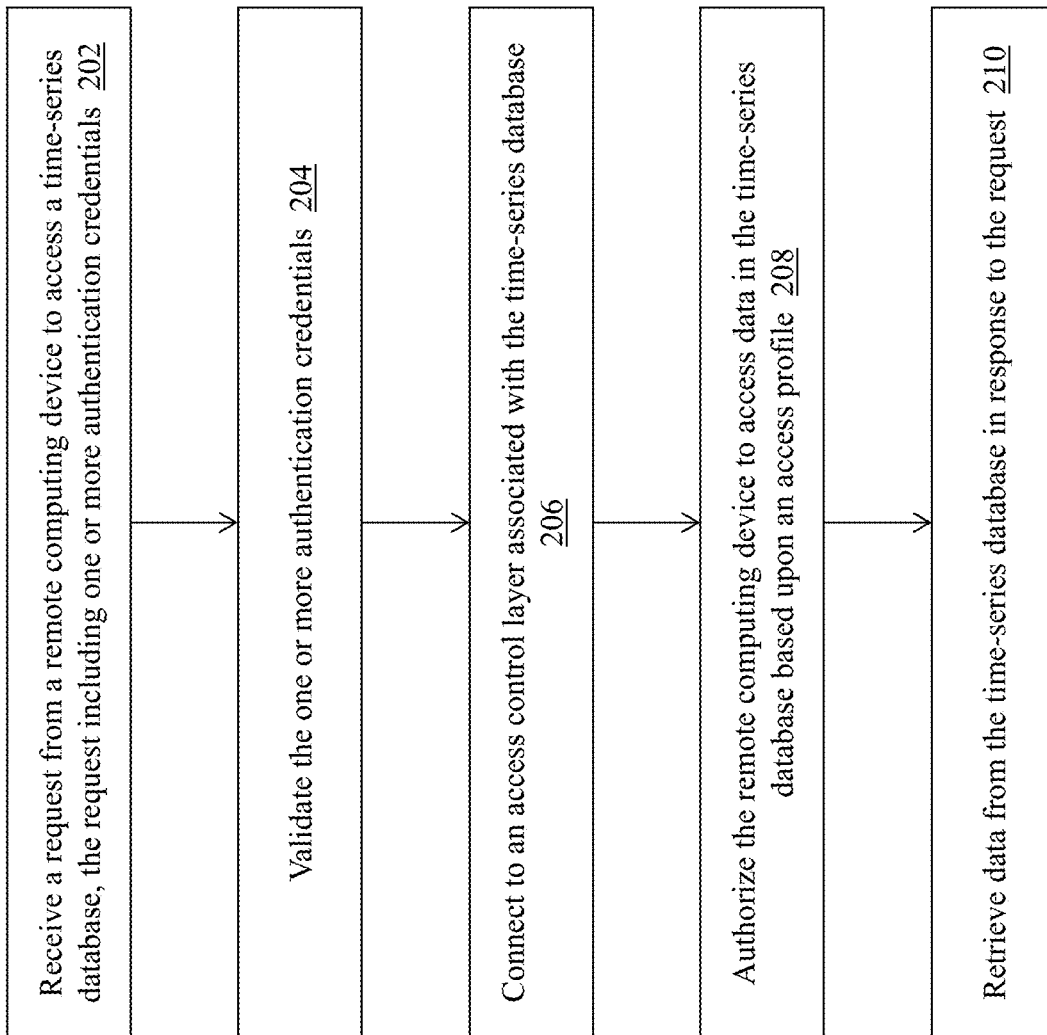 Receive a request from a remote computing device to access a time-series
database, the request including one or more authentication credentials 202
Validate the one or more authentication credentials 204
Connect to an access control layer associated with the time-series database
206
Authorize the remote computing device to access data in the time-series
database based upon an access profile 208
Retrieve data from the time-series database in response to the request 210